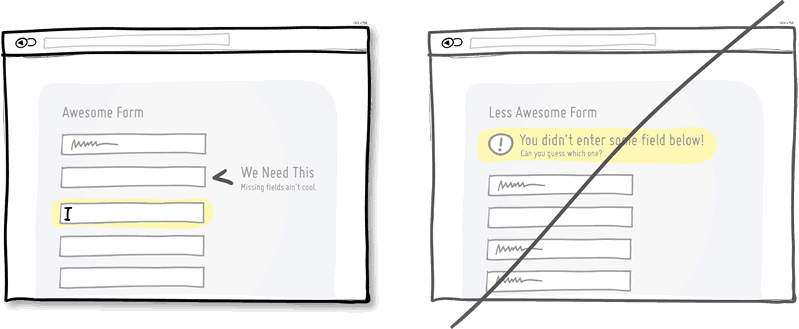 Awesome Form
We Need This
Missing fields ain't cool.
Less Awesome Form
You didn't enter some field below!
Can you guess which one?